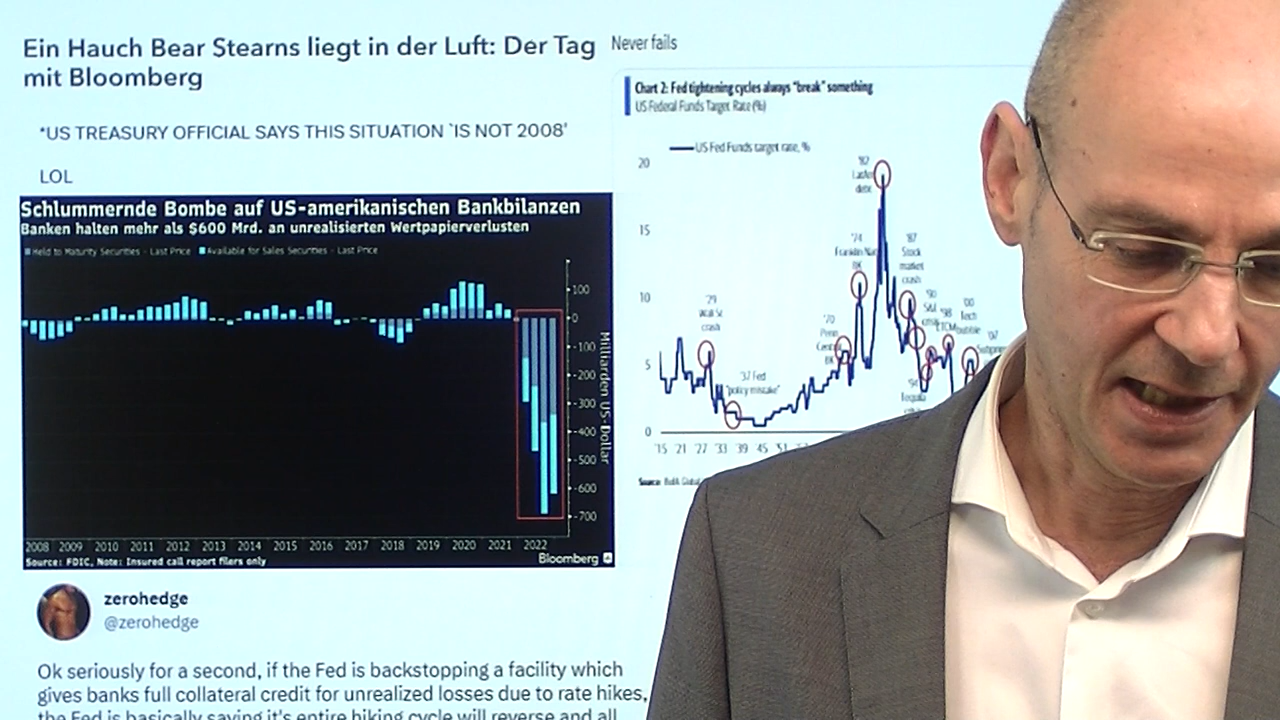 Ein Hauch Bear Stearns liegt in der Luft: Der Tag
mit Bloomberg
*US TREASURY OFFICIAL SAYS THIS SITUATION `IS NOT 2008'
LOL
Schlummernde Bombe auf US-amerikanischen Bankbilanzen
Banken halten mehr als $600 Mrd. an unrealisierten Wertpapierverlusten
Held to Maturity Securities - Last Price Available for Sales Securities - Last Price
100
0
-100
-200
-300
-400
-500
-600
-700
Milliarden US-Dollar
2008 2009 2010 2011 2012 2013 2014 2015 2016 2017 2018 2019 2020 2021 2022
Source: FDIC, Note: Insured call report filers only
Bloomberg
zerohedge
@zerohedge
Ok seriously for a second, if the Fed is backstopping a facility which
gives banks full collateral credit for unrealized losses due to rate hikes,
the Fed is basically saying it's entire hiking cycle will reverse and all
Never fails
Chart 2: Fed tightening cycles always "break" something
US Federal Funds Target Rate (%)
US Fed Funds target rate, %
20
15
10
5
0
'29
Wall St
crash
'37 Fed
"policy mistake"
'70
Penn
Central
BK
'74
Franklin Nat
BK
'82
LatAm
debt
'87
Stock
market
crash
'90
S&L
'94
Tequila
'98
LTCM
'00
Tech
bubble
'07
'15 '21 '27 '33 '39 '45 '51
Source: BofA Global